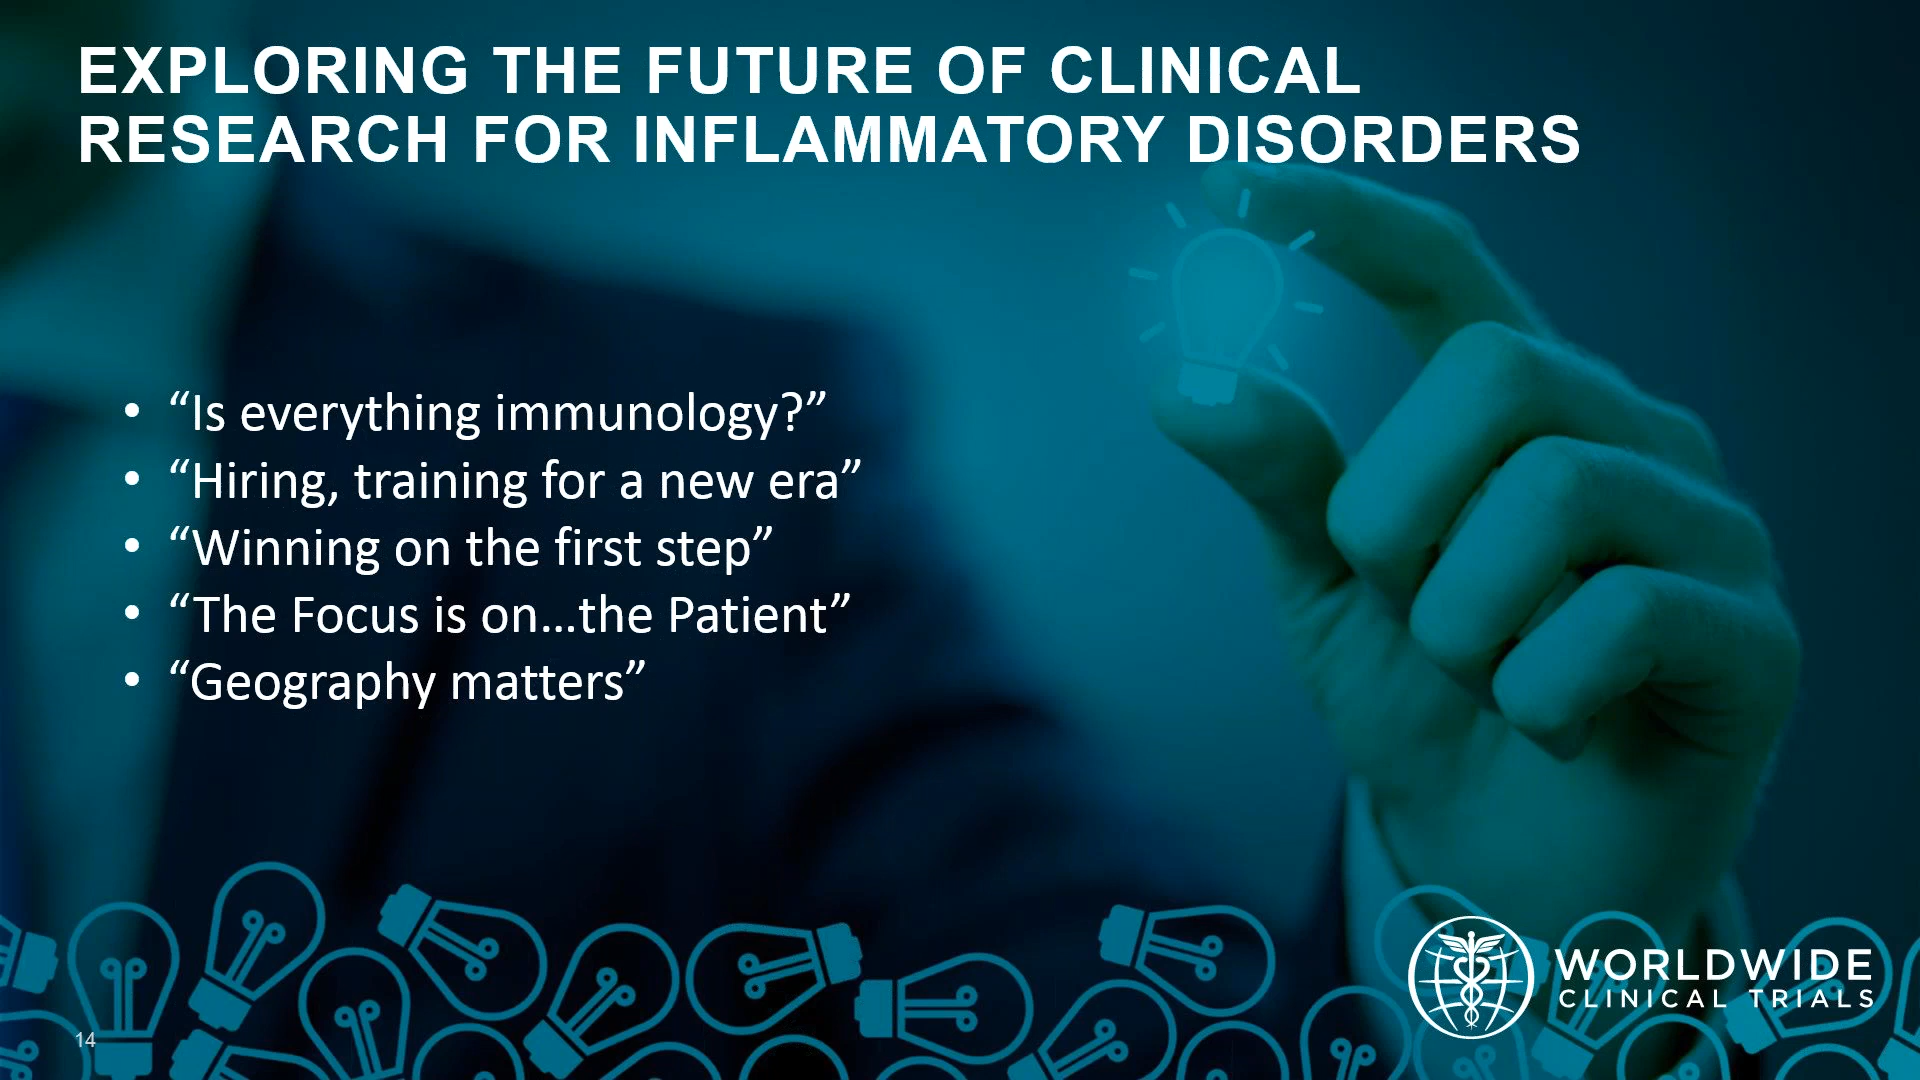 EXPLORING THE FUTURE OF CLINICAL
RESEARCH FOR INFLAMMATORY DISORDERS
• “Is everything immunology?”
• “Hiring, training for a new era”
• “Winning on the first step”
• “The Focus is on…the Patient”
• “Geography matters”
WORLDWIDE
CLINICAL TRIALS
14